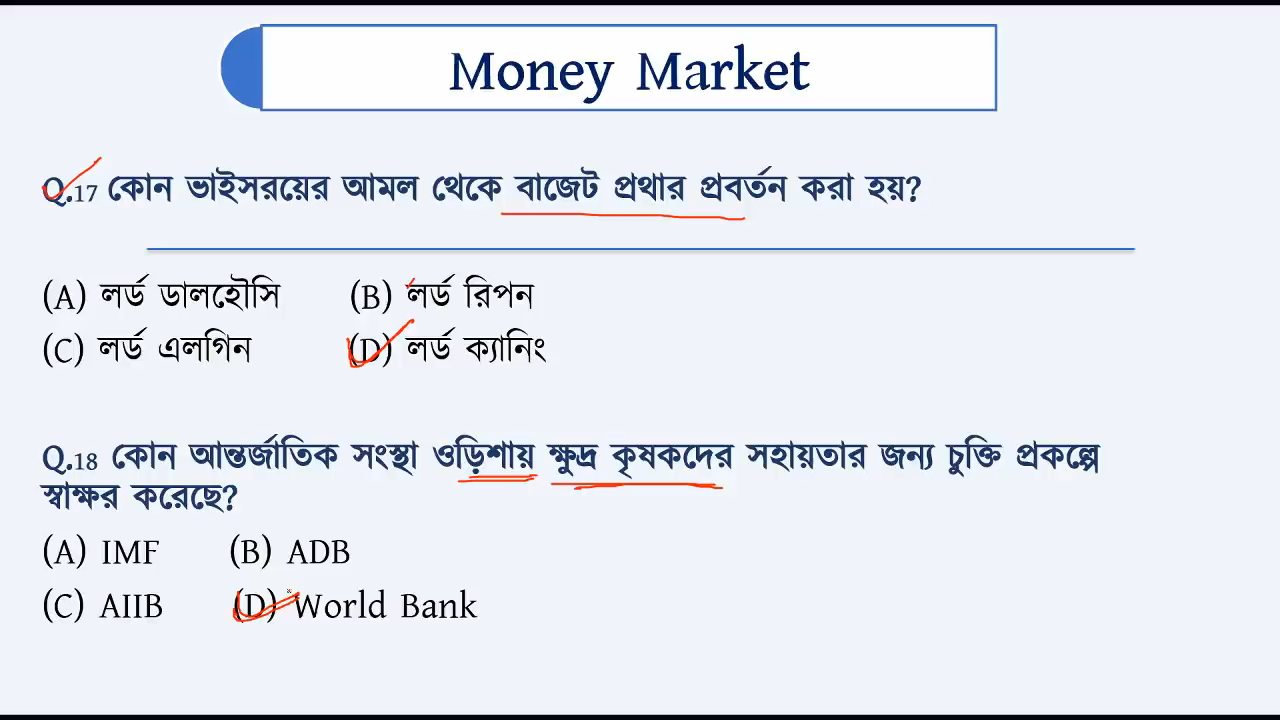 Money Market
Q.17 কোন ভাইসরয়ের আমল থেকে বাজেট প্রথার প্রবর্তন করা হয়?
(A) লর্ড ডালহৌসি (B) লর্ড রিপন
(C) লর্ড এলগিন (D) লর্ড ক্যানিং
Q.18 কোন আন্তর্জাতিক সংস্থা ওড়িশায় ক্ষুদ্র কৃষকদের সহায়তার জন্য চুক্তি প্রকল্পে
স্বাক্ষর করেছে?
(A) IMF (B) ADB
(C) AIIB (D) World Bank